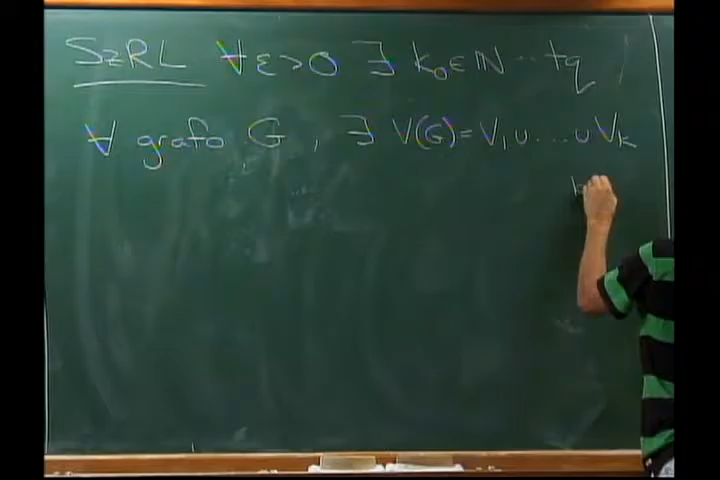 SzRL ∀ε>0 ∃ k₀∈ℕ tq
∀ grafo G, ∃ V(G)=V₁∪...∪Vₖ
k